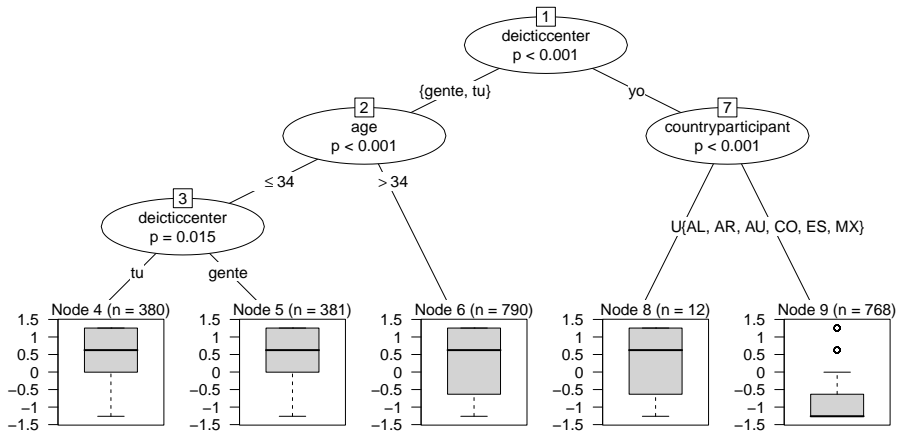 1
deicticcenter
p < 0.001
{gente, tu}
yo
2
age
p < 0.001
7
countryparticipant
p < 0.001
≤ 34
> 34
3
deicticcenter
p = 0.015
{AL, AR, AU, CO, ES, MX}
tu
gente
Node 4 (n = 380)
1.5
1
0.5
0
−0.5
−1
−1.5
Node 5 (n = 381)
1.5
1
0.5
0
−0.5
−1
−1.5
Node 6 (n = 790)
1.5
1
0.5
0
−0.5
−1
−1.5
Node 8 (n = 12)
1.5
1
0.5
0
−0.5
−1
−1.5
Node 9 (n = 768)
1.5
1
0.5
0
−0.5
−1
−1.5